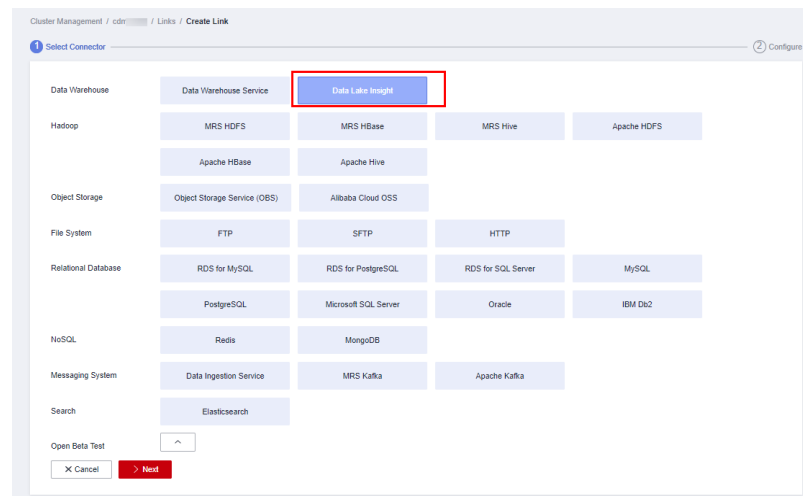 Cluster Management / cdm / Links / Create Link
1 Select Connector 2 Configure
Data Warehouse Data Warehouse Service Data Lake Insight
Hadoop MRS HDFS MRS HBase MRS Hive Apache HDFS
Apache HBase Apache Hive
Object Storage Object Storage Service (OBS) Alibaba Cloud OSS
File System FTP SFTP HTTP
Relational Database RDS for MySQL RDS for PostgreSQL RDS for SQL Server MySQL
PostgreSQL Microsoft SQL Server Oracle IBM Db2
NoSQL Redis MongoDB
Messaging System Data Ingestion Service MRS Kafka Apache Kafka
Search Elasticsearch
Open Beta Test
Cancel Next